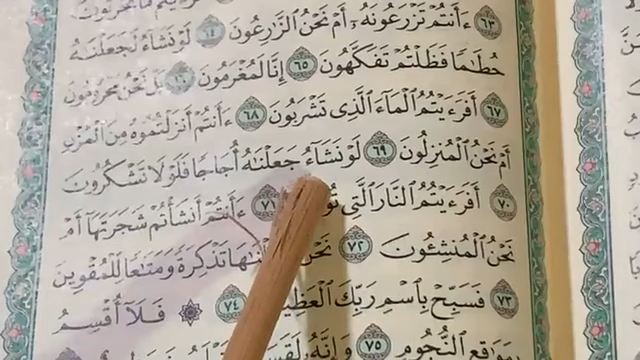 ٦٣ ءَأَنتُمْ تَزْرَعُونَهُۥٓ أَمْ نَحْنُ ٱلزَّٰرِعُونَ ٦٤ لَوْ نَشَآءُ لَجَعَلْنَٰهُ
حُطَٰمًا فَظَلْتُمْ تَفَكَّهُونَ ٦٥ إِنَّا لَمُغْرَمُونَ ٦٦ بَلْ نَحْنُ مَحْرُومُونَ
٦٧ أَفَرَءَيْتُمُ ٱلْمَآءَ ٱلَّذِى تَشْرَبُونَ ٦٨ ءَأَنتُمْ أَنزَلْتُمُوهُ مِنَ ٱلْمُزْنِ
أَمْ نَحْنُ ٱلْمُنزِلُونَ ٦٩ لَوْ نَشَآءُ جَعَلْنَٰهُ أُجَاجًا فَلَوْلَا تَشْكُرُونَ
٧٠ أَفَرَءَيْتُمُ ٱلنَّارَ ٱلَّتِى ٧١ ءَأَنتُمْ أَنشَأْتُمْ شَجَرَتَهَآ أَمْ
نَحْنُ ٱلْمُنشِـُٔونَ ٧٢ نَحْنُ تَذْكِرَةً وَمَتَٰعًا لِّلْمُقْوِينَ
٧٣ فَسَبِّحْ بِٱسْمِ رَبِّكَ ٱلْعَظِيمِ ٧٤ فَلَآ أُقْسِمُ
بِمَوَٰقِعِ ٱلنُّجُومِ ٧٥ وَإِنَّهُۥ لَقَسَمٌ